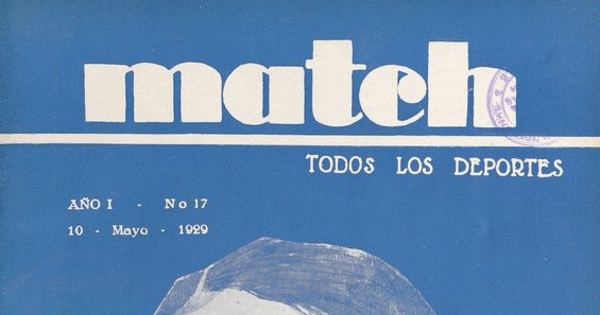 match
TODOS LOS DEPORTES
AÑO I - No 17
10 - Mayo - 1929